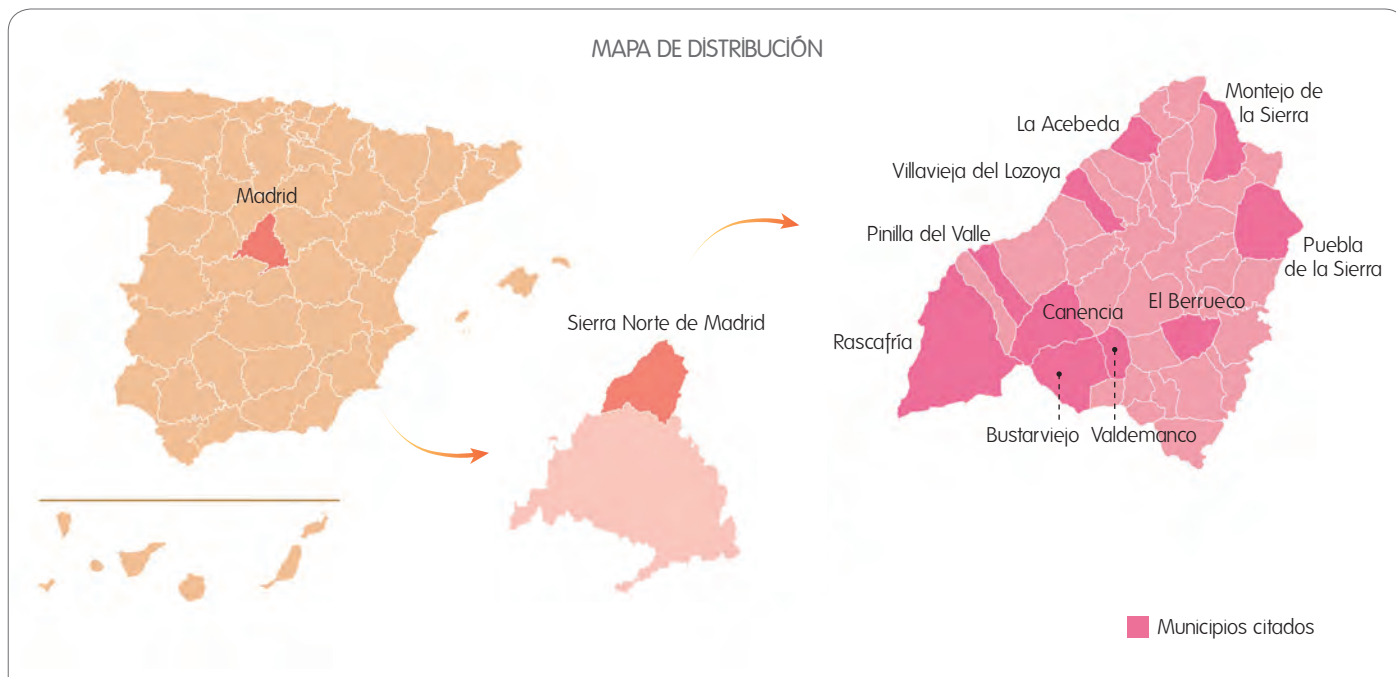 MAPA DE DISTRIBUCIÓN
Madrid
Sierra Norte de Madrid
Montejo de
la Sierra
La Acebeda
Villavieja del Lozoya
Pinilla del Valle
Puebla
de la Sierra
El Berrueco
Canencia
Rascafría
Bustarviejo
Valdemanco
Municipios citados